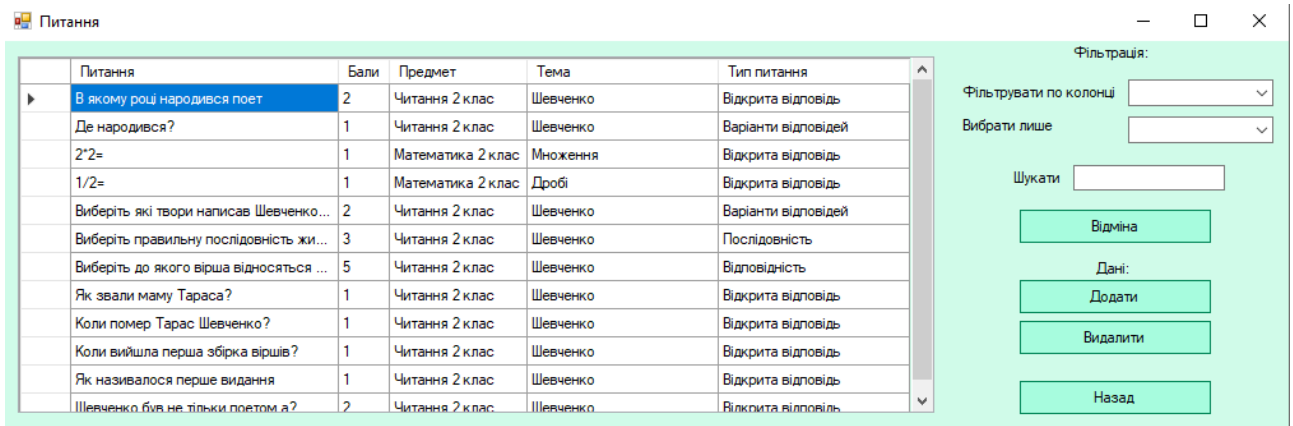 Питання
Фільтрація:
Питання Бали Предмет Тема Тип питання
В якому році народився поет 2 Читання 2 клас Шевченко Відкрита відповідь
Фільтрувати по колонці
Де народився? 1 Читання 2 клас Шевченко Варіанти відповідей
Вибрати лише
2*2= 1 Математика 2 клас Множення Відкрита відповідь
1/2= 1 Математика 2 клас Дробі Відкрита відповідь
Шукати
Виберіть які твори написав Шевченко... 2 Читання 2 клас Шевченко Варіанти відповідей
Відміна
Виберіть правильну послідовність жи... 3 Читання 2 клас Шевченко Послідовність
Виберіть до якого вірша відносяться ... 5 Читання 2 клас Шевченко Відповідність
Дані:
Як звали маму Тараса? 1 Читання 2 клас Шевченко Відкрита відповідь
Додати
Коли помер Тарас Шевченко? 1 Читання 2 клас Шевченко Відкрита відповідь
Видалити
Коли вийшла перша збірка віршів? 1 Читання 2 клас Шевченко Відкрита відповідь
Як називалося перше видання 1 Читання 2 клас Шевченко Відкрита відповідь
Назад
Шевченко був не тільки поетом а? 2 Читання 2 клас Шевченко Відкрита відповідь